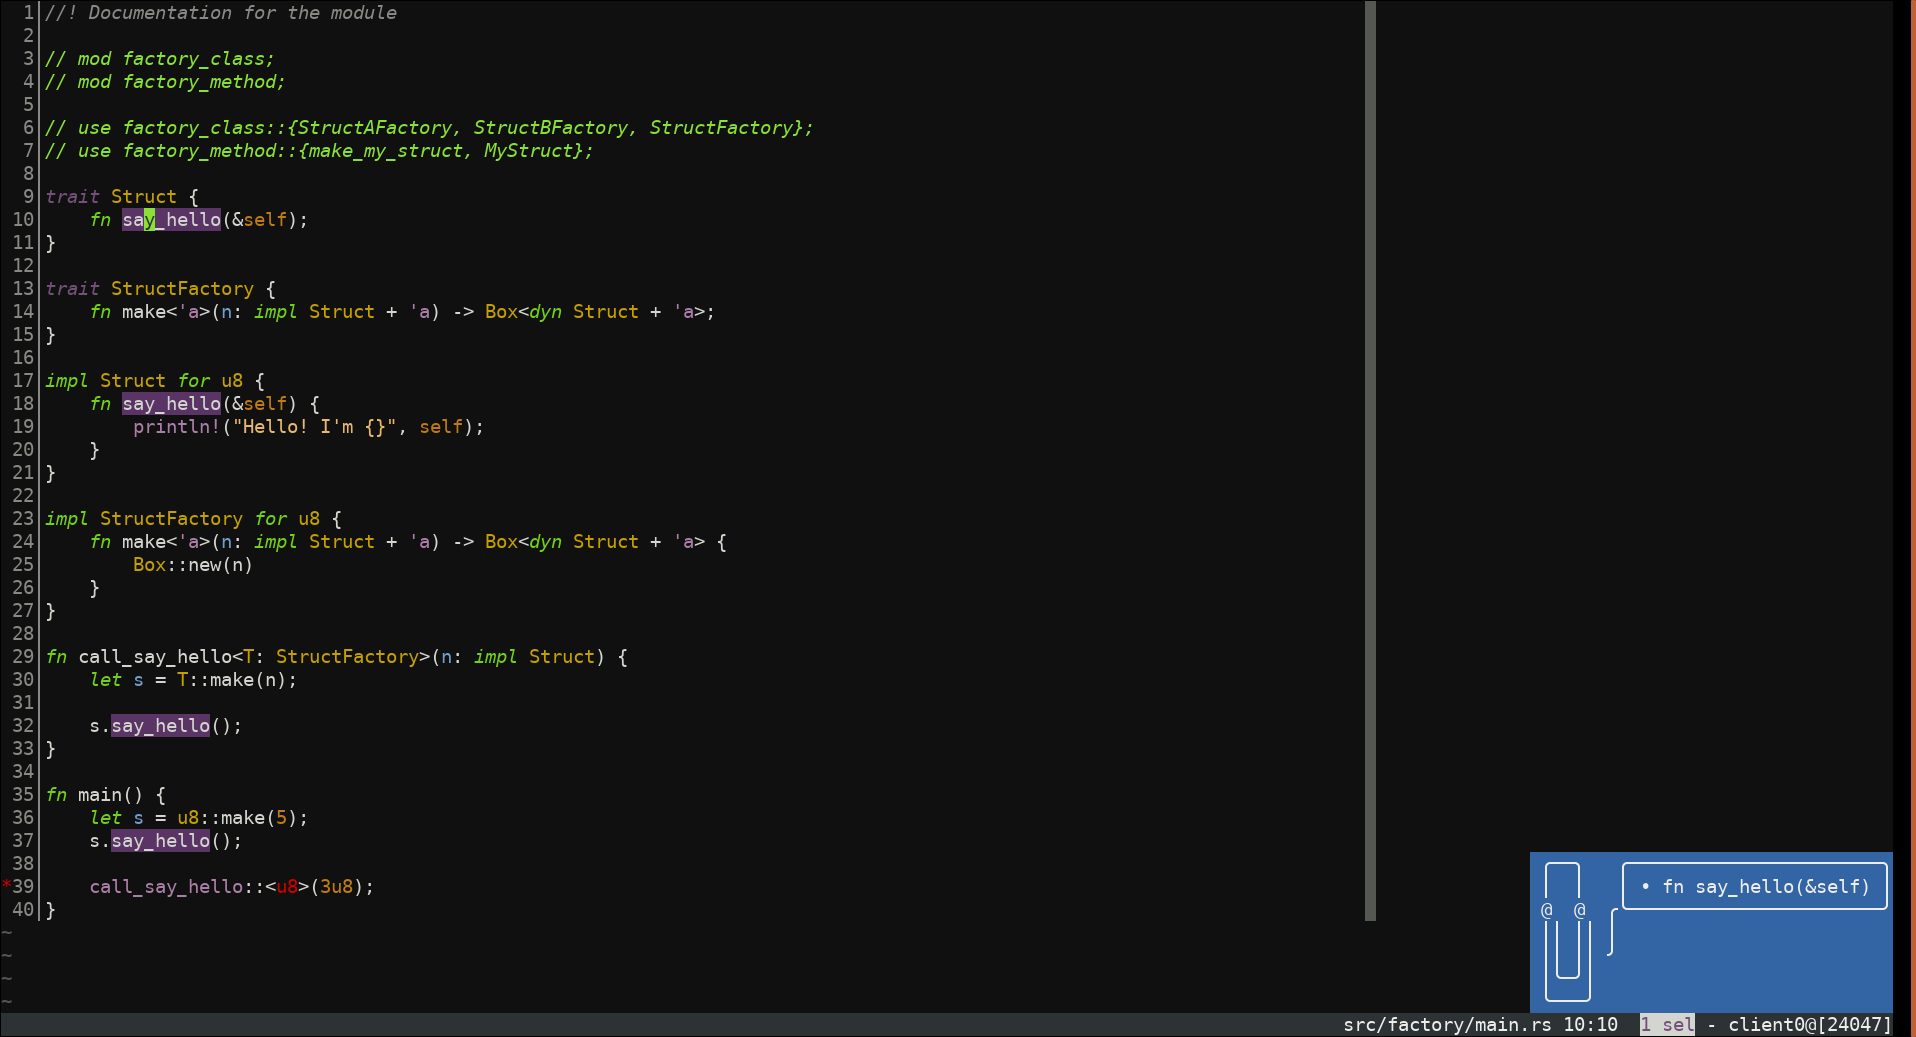 1 //! Documentation for the module
2
3 // mod factory_class;
4 // mod factory_method;
5
6 // use factory_class::{StructAFactory, StructBFactory, StructFactory};
7 // use factory_method::{make_my_struct, MyStruct};
8
9 trait Struct {
10     fn say_hello(&self);
11 }
12
13 trait StructFactory {
14     fn make<'a>(n: impl Struct + 'a) -> Box<dyn Struct + 'a>;
15 }
16
17 impl Struct for u8 {
18     fn say_hello(&self) {
19         println!("Hello! I'm {}", self);
20     }
21 }
22
23 impl StructFactory for u8 {
24     fn make<'a>(n: impl Struct + 'a) -> Box<dyn Struct + 'a> {
25         Box::new(n)
26     }
27 }
28
29 fn call_say_hello<T: StructFactory>(n: impl Struct) {
30     let s = T::make(n);
31
32     s.say_hello();
33 }
34
35 fn main() {
36     let s = u8::make(5);
37     s.say_hello();
38
*39     call_say_hello::<u8>(3u8);
40 }
~
~
~
~
• fn say_hello(&self)
@  @
src/factory/main.rs 10:10  1 sel - client0@[24047]